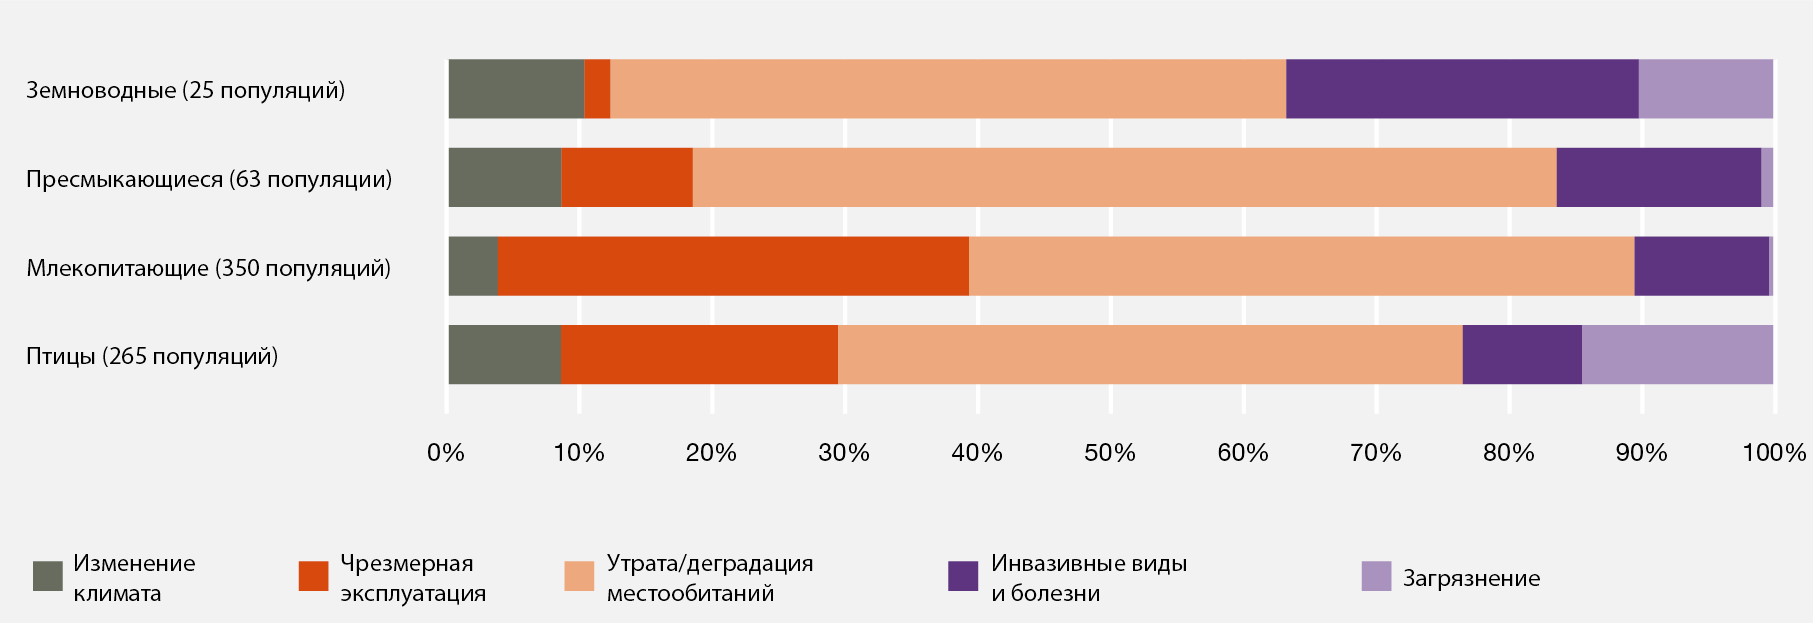 Земноводные (25 популяций)
Пресмыкающиеся (63 популяции)
Млекопитающие (350 популяций)
Птицы (265 популяций)
0% 10% 20% 30% 40% 50% 60% 70% 80% 90% 100%
Изменение
климата
Чрезмерная
эксплуатация
Утрата/деградация
местообитаний
Инвазивные виды
и болезни
Загрязнение